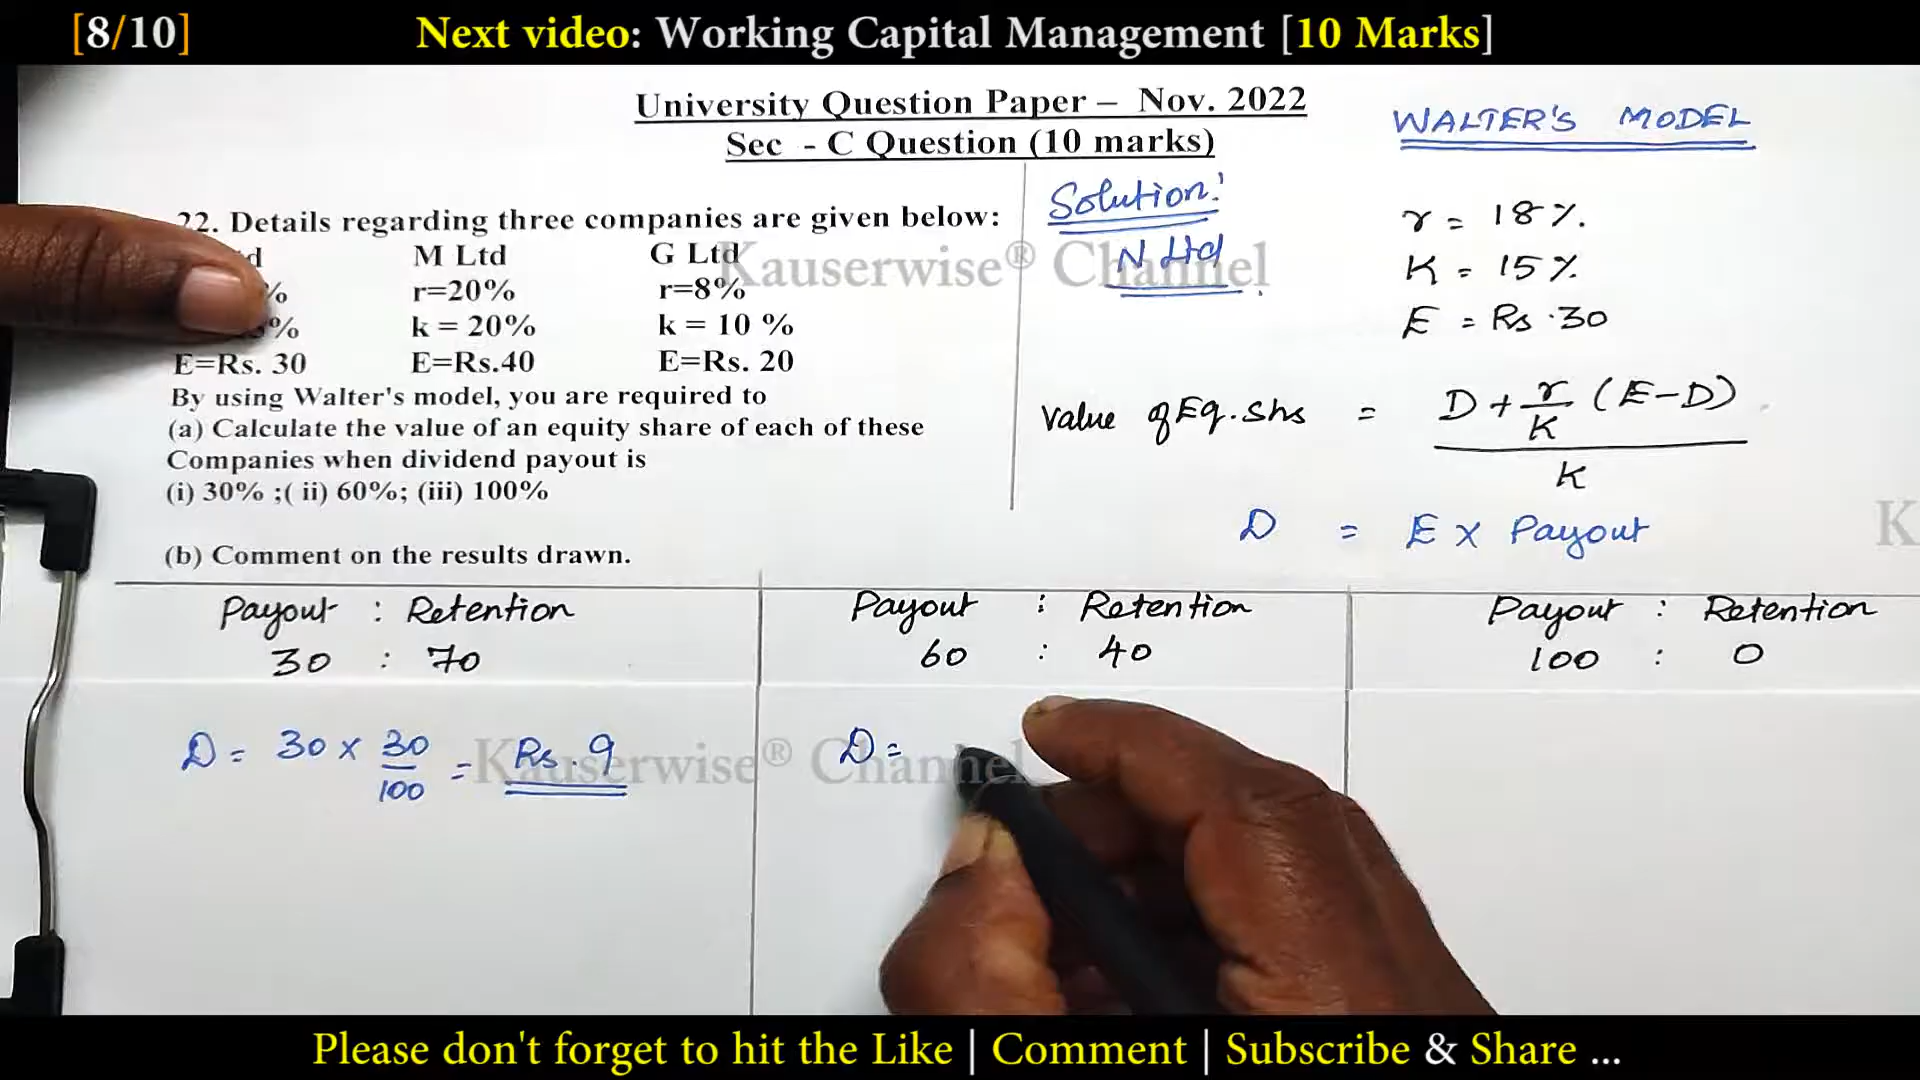 [8/10] Next video: Working Capital Management [10 Marks]
University Question Paper – Nov. 2022
Sec - C Question (10 marks)
WALTER'S MODEL
22. Details regarding three companies are given below:
M Ltd G Ltd
r=20% r=8%
k = 20% k = 10 %
E=Rs. 30 E=Rs.40 E=Rs. 20
By using Walter's model, you are required to
(a) Calculate the value of an equity share of each of these
Companies when dividend payout is
(i) 30% ;( ii) 60%; (iii) 100%
(b) Comment on the results drawn.
Solution:
N Ltd
r = 18%.
K = 15%.
E = Rs.30
Value of Eq. Shs = D + r/K (E-D)
K
D = E x Payout
Payout : Retention
30 : 70
D = 30 x 30/100 = Rs. 9
Payout : Retention
60 : 40
D =
Payout : Retention
100 : 0
Kauserwise® Channel
Kauserwise® Channel
K
Please don't forget to hit the Like | Comment | Subscribe & Share ...